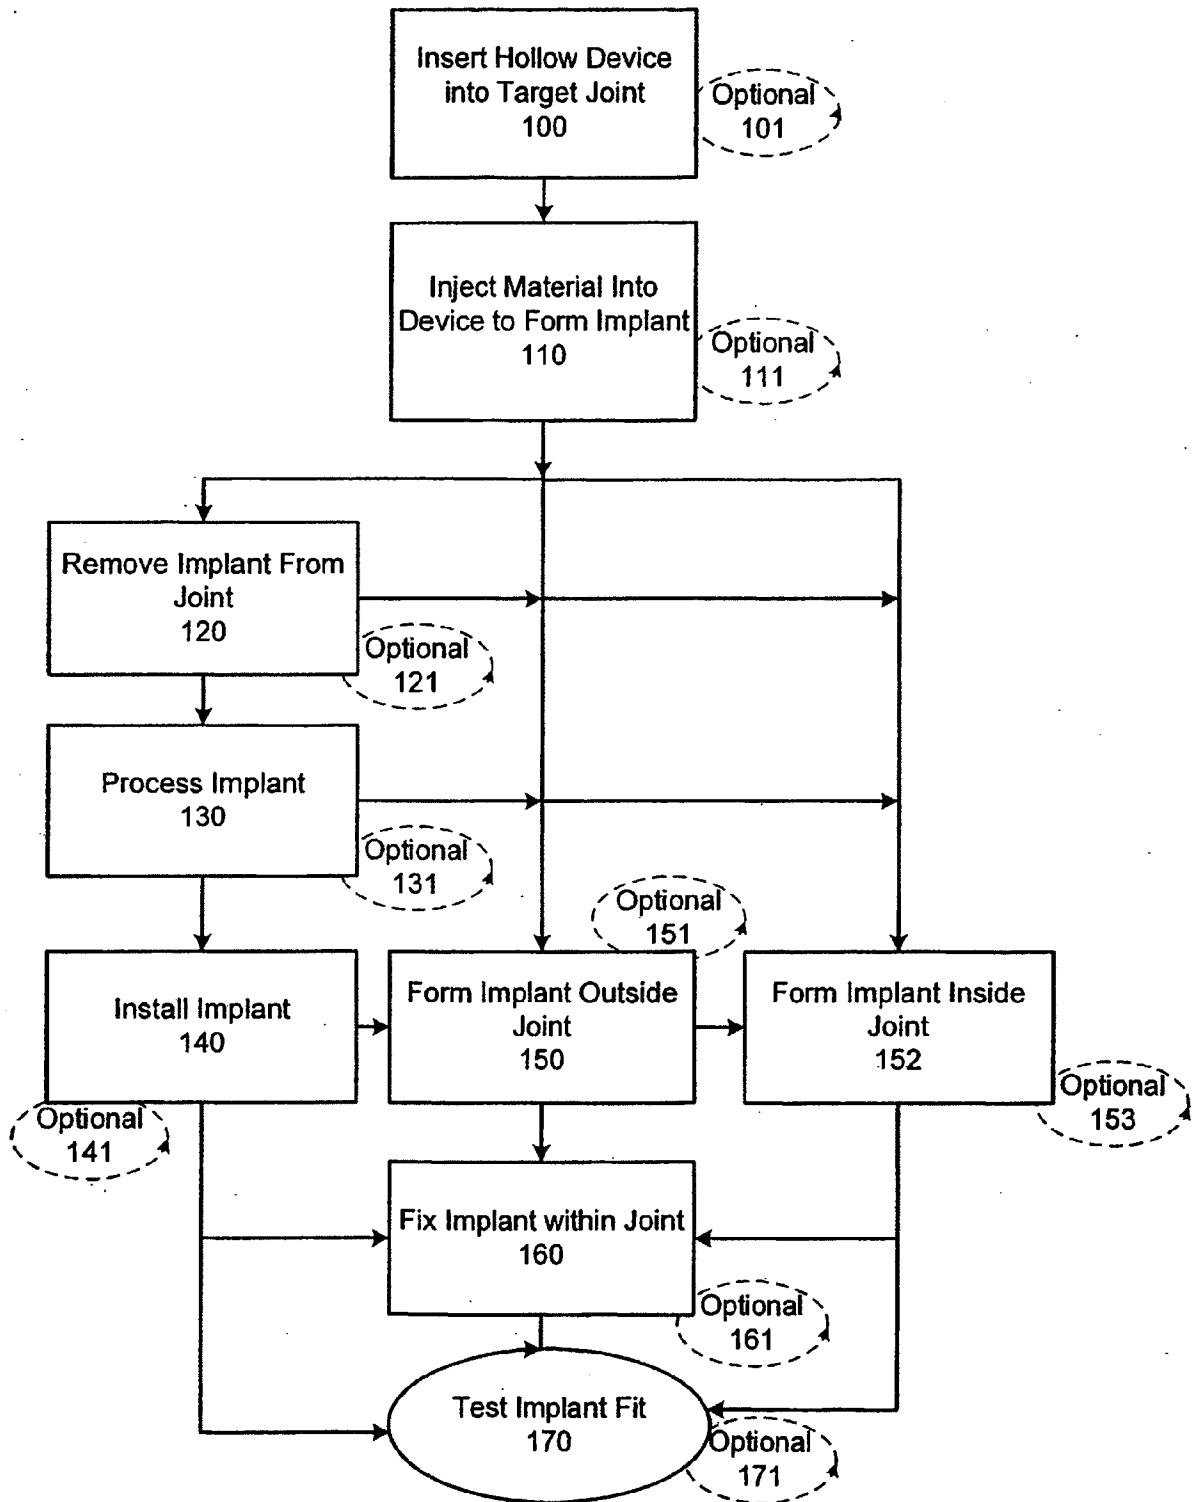 Insert Hollow Device
into Target Joint
100
Optional
101
Inject Material Into
Device to Form Implant
110
Optional
111
Remove Implant From
Joint
120
Optional
121
Process Implant
130
Optional
131
Optional
151
Install Implant
140
Form Implant Outside
Joint
150
Form Implant Inside
Joint
152
Optional
141
Optional
153
Fix Implant within Joint
160
Optional
161
Test Implant Fit
170
Optional
171